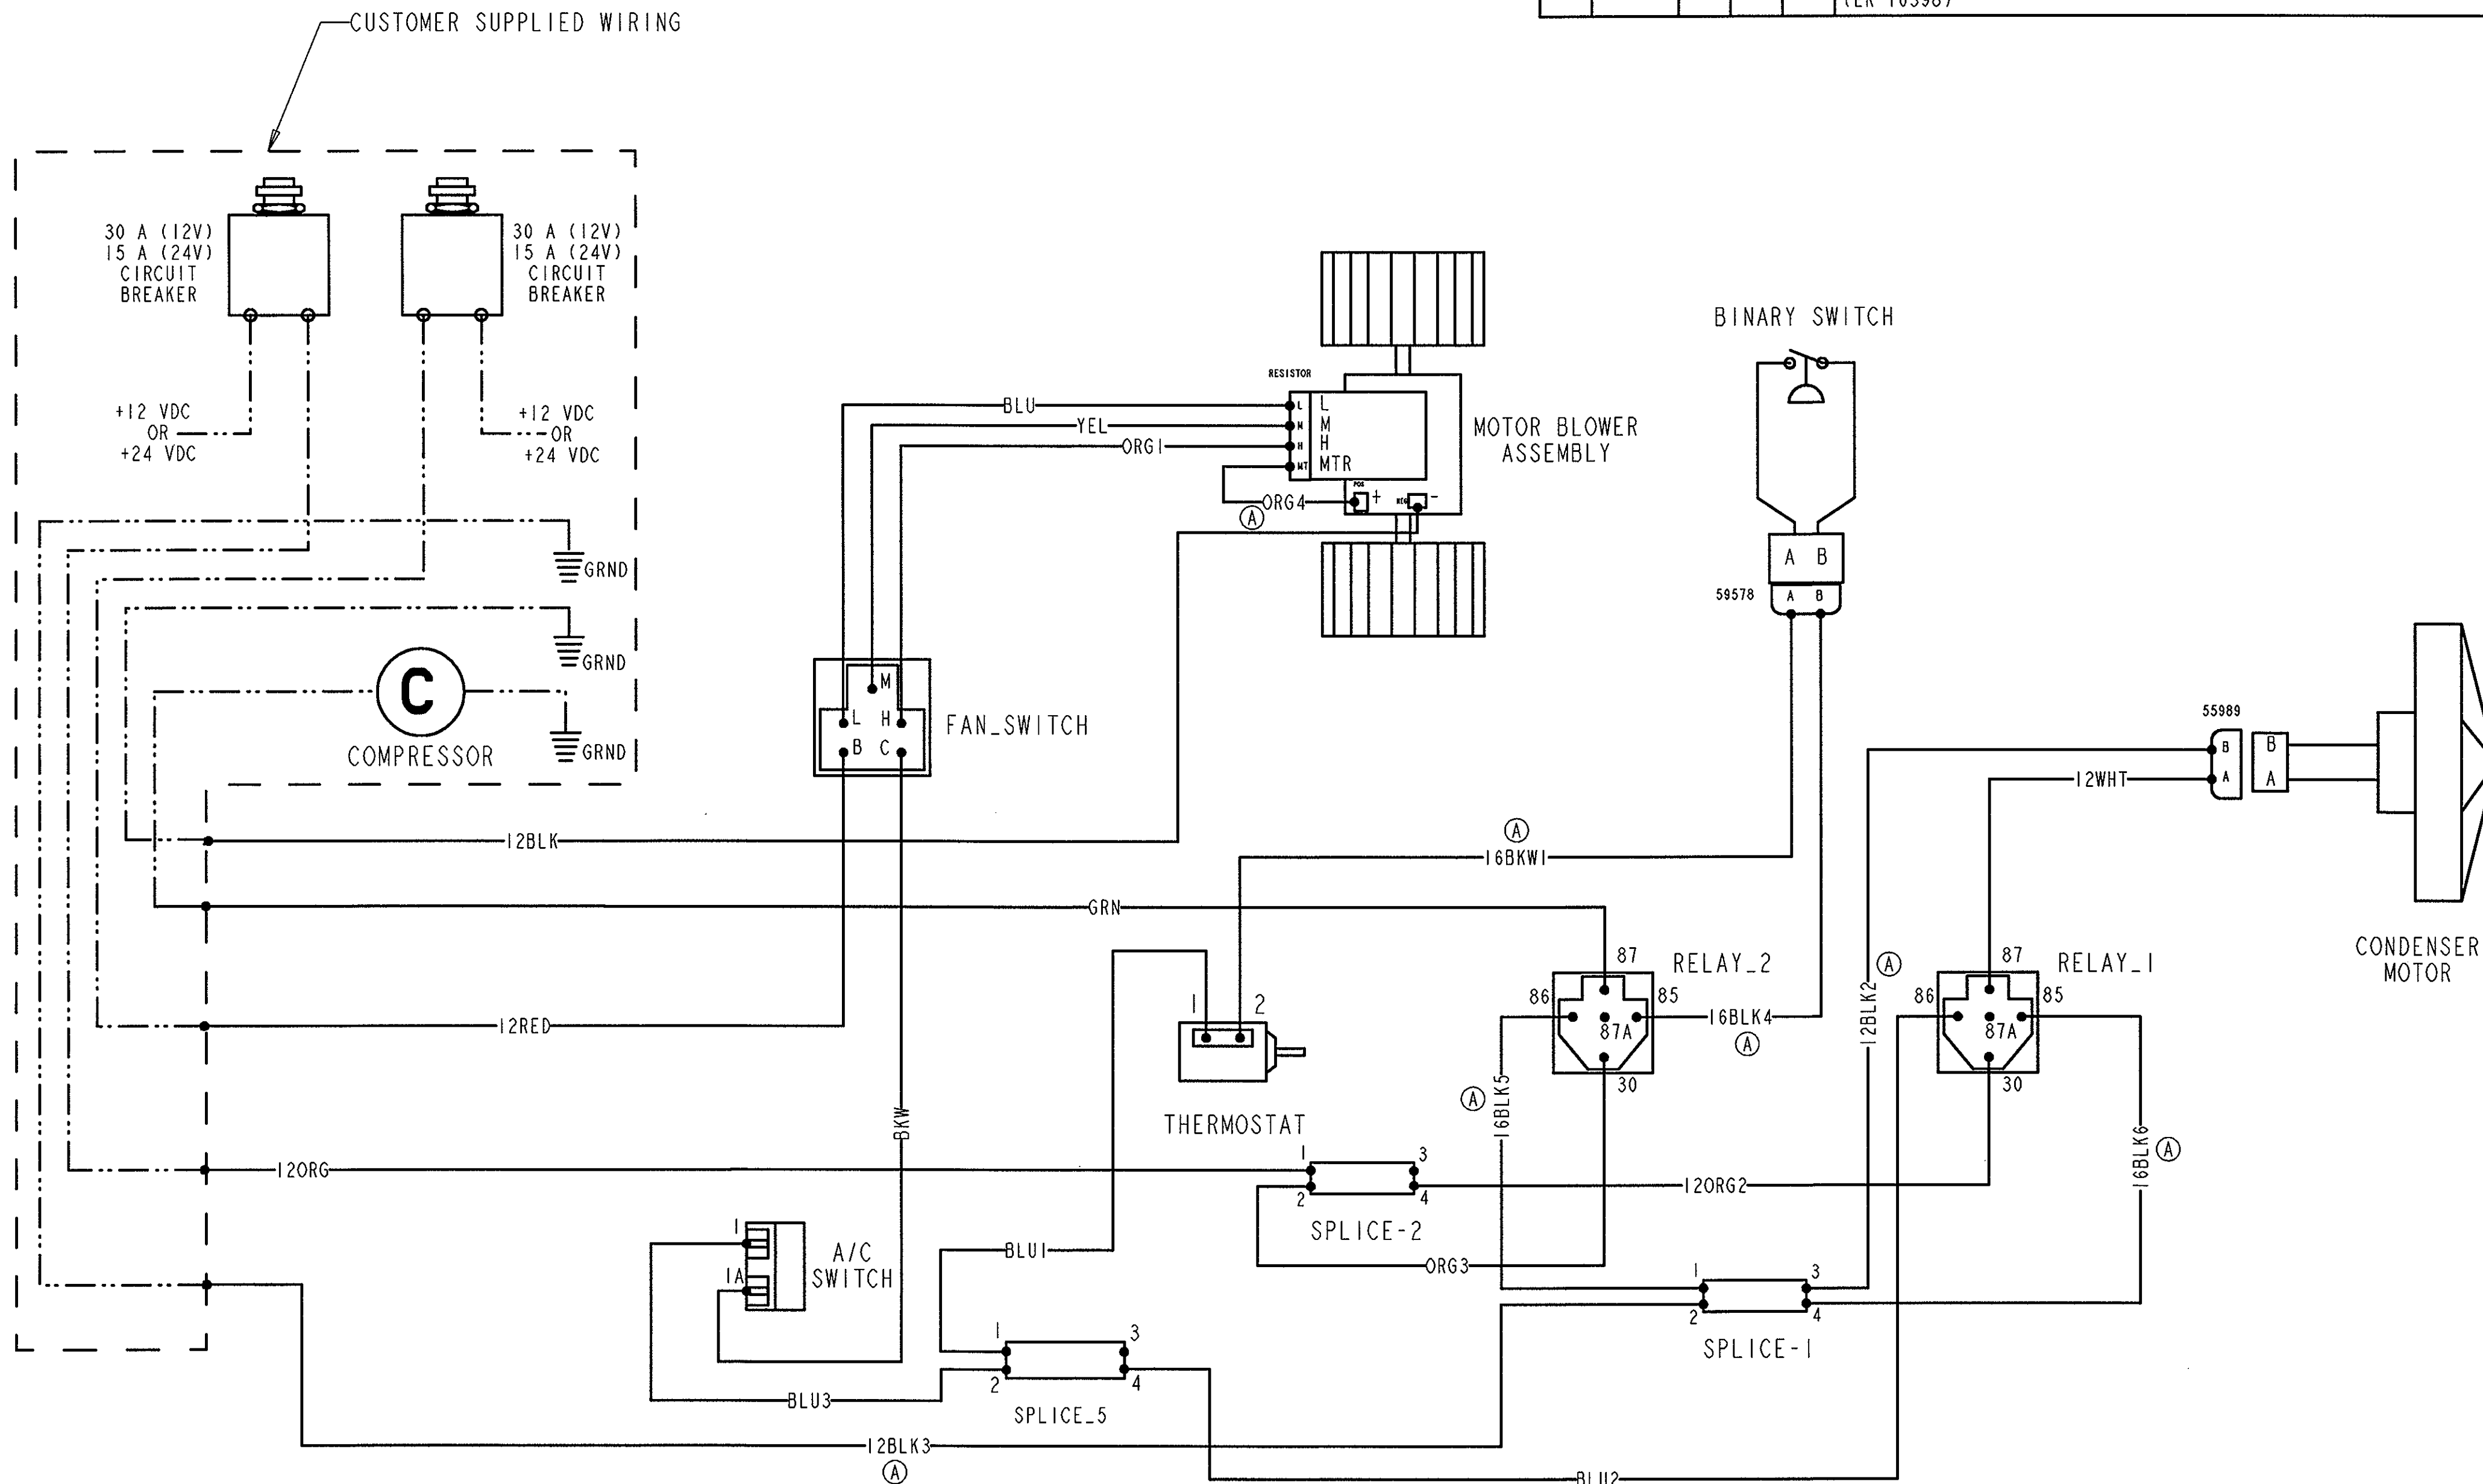 (ER 10398)
CUSTOMER SUPPLIED WIRING
30 A (12V)
15 A (24V)
CIRCUIT
BREAKER
30 A (12V)
15 A (24V)
CIRCUIT
BREAKER
+12 VDC
OR
+24 VDC
+12 VDC
OR
+24 VDC
GRND
GRND
GRND
C
COMPRESSOR
BLU
YEL
ORG1
ORG4
A
RESISTOR
L
L
M
M
H
H
MT
MTR
POS
+
NEG
-
MOTOR BLOWER
ASSEMBLY
BINARY SWITCH
A B
59578
A B
M
L H
B C
FAN_SWITCH
55989
B
A
B
A
12WHT
CONDENSER
MOTOR
12BLK
A
16BKW1
GRN
1 2
THERMOSTAT
87
86
85
87A
30
RELAY_2
16BLK4
A
12BLK2
A
87
86
85
87A
30
RELAY_1
12RED
BKW
A
16BLK5
16BLK6
A
12ORG
1
2
3
4
SPLICE-2
12ORG2
ORG3
1
1A
A/C
SWITCH
BLU1
1
2
3
4
SPLICE-1
1
2
3
4
SPLICE_5
BLU3
12BLK3
A
BLU2